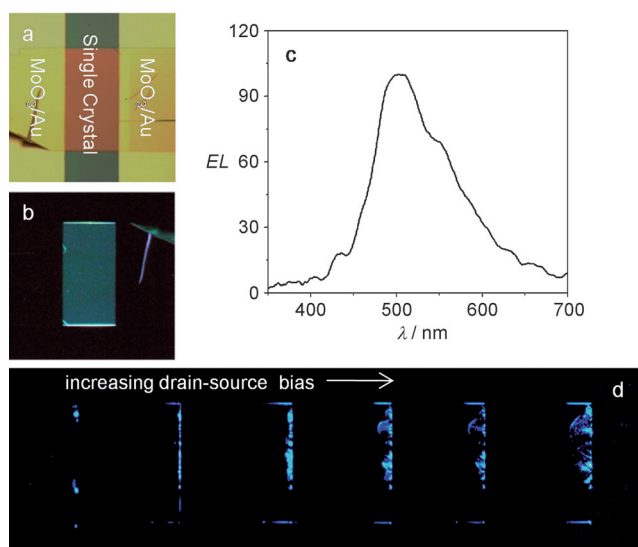 a
MoO₃/Au
Single Crystal
MoO₃/Au
b
c
EL
120
90
60
30
0
400
500
600
700
λ / nm
increasing drain-source bias
d